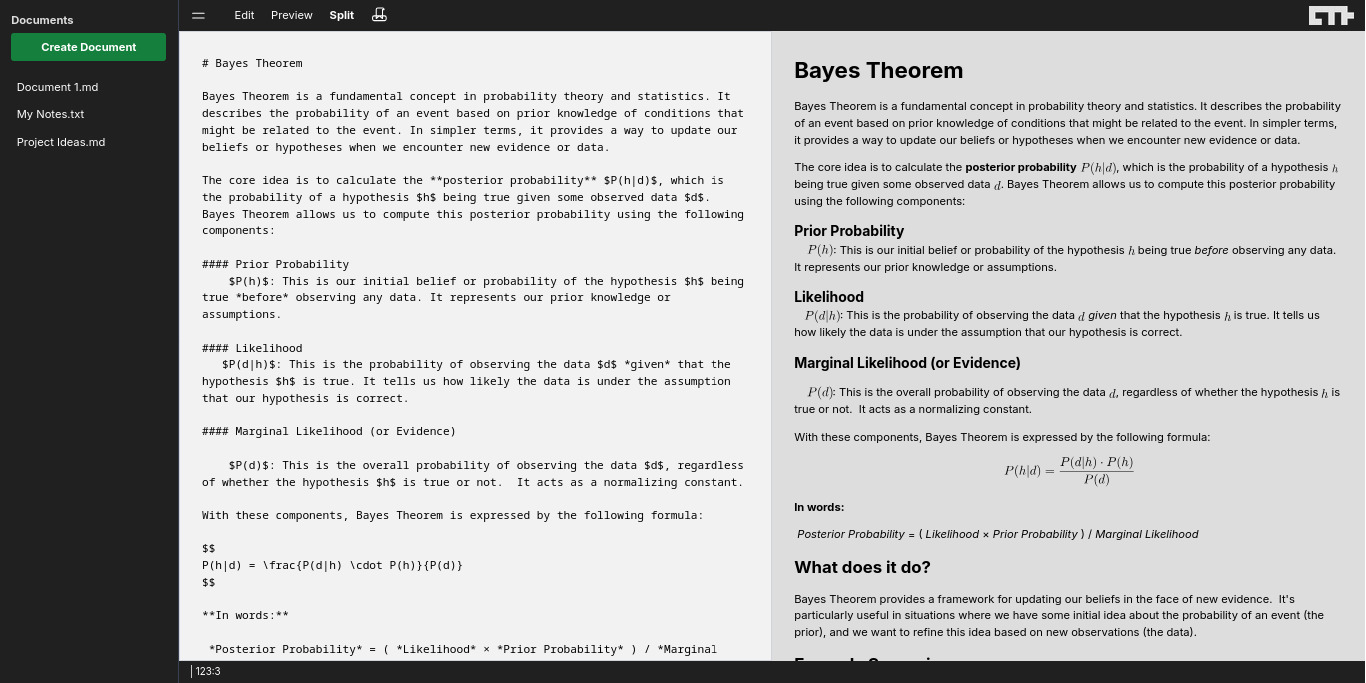 Documents
Create Document
Document 1.md
My Notes.txt
Project Ideas.md
Edit Preview Split
# Bayes Theorem
Bayes Theorem is a fundamental concept in probability theory and statistics. It
describes the probability of an event based on prior knowledge of conditions that
might be related to the event. In simpler terms, it provides a way to update our
beliefs or hypotheses when we encounter new evidence or data.
The core idea is to calculate the **posterior probability** $P(h|d)$, which is
the probability of a hypothesis $h$ being true given some observed data $d$.
Bayes Theorem allows us to compute this posterior probability using the following
components:
#### Prior Probability
$P(h)$: This is our initial belief or probability of the hypothesis $h$ being
true *before* observing any data. It represents our prior knowledge or
assumptions.
#### Likelihood
$P(d|h)$: This is the probability of observing the data $d$ *given* that the
hypothesis $h$ is true. It tells us how likely the data is under the assumption
that our hypothesis is correct.
#### Marginal Likelihood (or Evidence)
$P(d)$: This is the overall probability of observing the data $d$, regardless
of whether the hypothesis $h$ is true or not.  It acts as a normalizing constant.
With these components, Bayes Theorem is expressed by the following formula:
$$
P(h|d) = \frac{P(d|h) \cdot P(h)}{P(d)}
$$
**In words:**
*Posterior Probability* = ( *Likelihood* × *Prior Probability* ) / *Marginal
Bayes Theorem
Bayes Theorem is a fundamental concept in probability theory and statistics. It describes the probability
of an event based on prior knowledge of conditions that might be related to the event. In simpler terms,
it provides a way to update our beliefs or hypotheses when we encounter new evidence or data.
The core idea is to calculate the posterior probability P(h|d), which is the probability of a hypothesis h
being true given some observed data d. Bayes Theorem allows us to compute this posterior probability
using the following components:
Prior Probability
P(h): This is our initial belief or probability of the hypothesis h being true before observing any data.
It represents our prior knowledge or assumptions.
Likelihood
P(d|h): This is the probability of observing the data d given that the hypothesis h is true. It tells us
how likely the data is under the assumption that our hypothesis is correct.
Marginal Likelihood (or Evidence)
P(d): This is the overall probability of observing the data d, regardless of whether the hypothesis h is
true or not.  It acts as a normalizing constant.
With these components, Bayes Theorem is expressed by the following formula:
P(h|d) = P(d|h) · P(h) / P(d)
In words:
Posterior Probability = ( Likelihood × Prior Probability ) / Marginal Likelihood
What does it do?
Bayes Theorem provides a framework for updating our beliefs in the face of new evidence.  It's
particularly useful in situations where we have some initial idea about the probability of an event (the
prior), and we want to refine this idea based on new observations (the data).
123:3